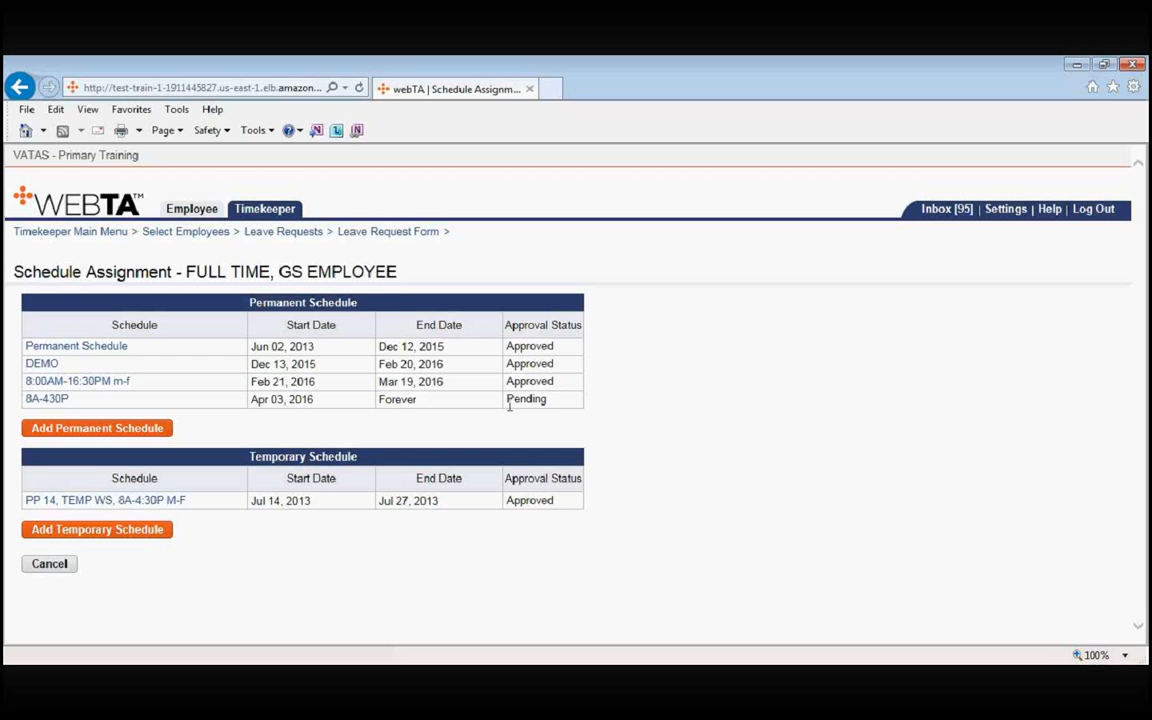 http://test-train-1-1911445827.us-east-1.elb.amazon...
webTA | Schedule Assignm...
File Edit View Favorites Tools Help
Page Safety Tools
VATAS - Primary Training
WEBTA™ Employee Timekeeper Inbox [95] | Settings | Help | Log Out
Timekeeper Main Menu > Select Employees > Leave Requests > Leave Request Form >
Schedule Assignment - FULL TIME, GS EMPLOYEE
Permanent Schedule
Schedule Start Date End Date Approval Status
Permanent Schedule Jun 02, 2013 Dec 12, 2015 Approved
DEMO Dec 13, 2015 Feb 20, 2016 Approved
8:00AM-16:30PM m-f Feb 21, 2016 Mar 19, 2016 Approved
8A-430P Apr 03, 2016 Forever Pending
Add Permanent Schedule
Temporary Schedule
Schedule Start Date End Date Approval Status
PP 14, TEMP WS, 8A-4:30P M-F Jul 14, 2013 Jul 27, 2013 Approved
Add Temporary Schedule
Cancel
100%